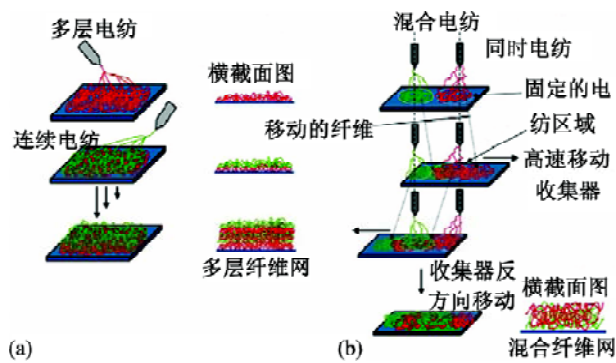 多层电纺
横截面图
连续电纺
多层纤维网
(a)
混合电纺
同时电纺
固定的电
纺区域
移动的纤维
高速移动
收集器
收集器反
方向移动
横截面图
混合纤维网
(b)